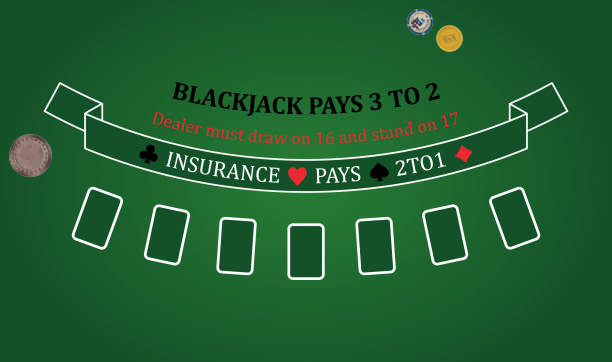 BLACKJACK PAYS 3 TO 2
Dealer must draw on 16 and stand on 17
INSURANCE PAYS 2TO1